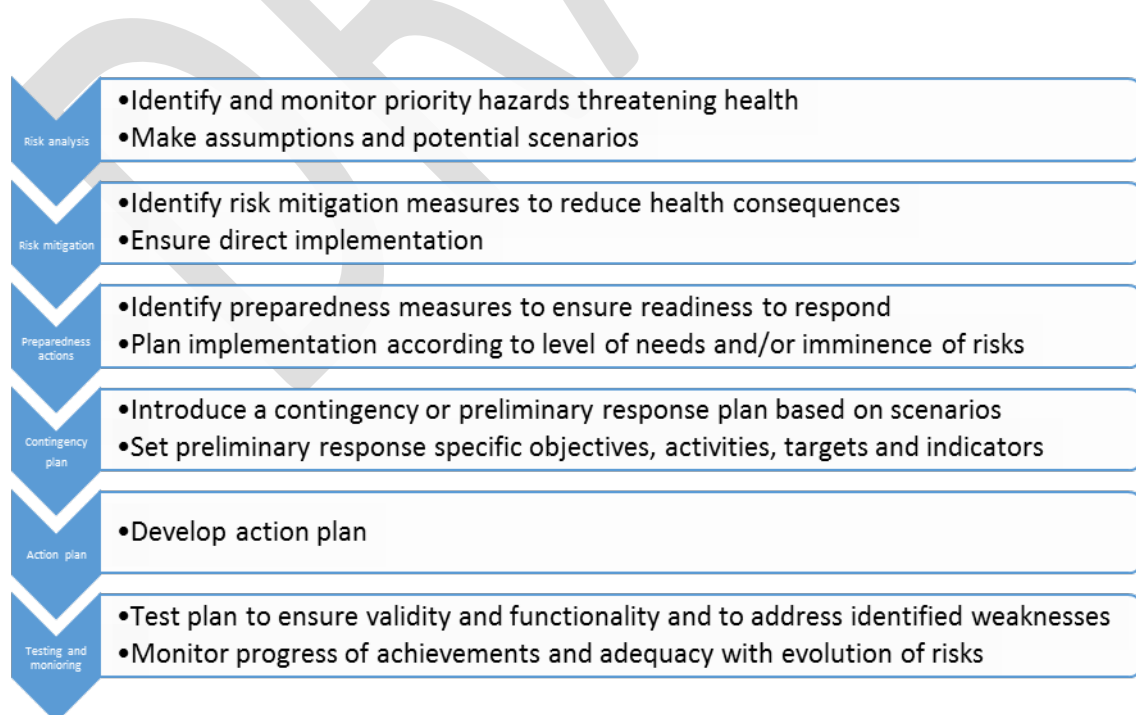 Risk analysis
•Identify and monitor priority hazards threatening health
•Make assumptions and potential scenarios
Risk mitigation
•Identify risk mitigation measures to reduce health consequences
•Ensure direct implementation
Preparedness
actions
•Identify preparedness measures to ensure readiness to respond
•Plan implementation according to level of needs and/or imminence of risks
Contingency
plan
•Introduce a contingency or preliminary response plan based on scenarios
•Set preliminary response specific objectives, activities, targets and indicators
Action plan
•Develop action plan
Testing and
monioring
•Test plan to ensure validity and functionality and to address identified weaknesses
•Monitor progress of achievements and adequacy with evolution of risks